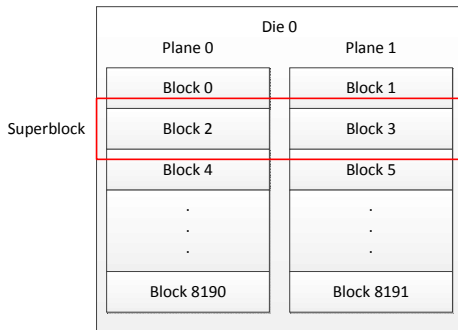 Die 0
Plane 0 Plane 1
Block 0 Block 1
Superblock Block 2 Block 3
Block 4 Block 5
. .
. .
. .
Block 8190 Block 8191